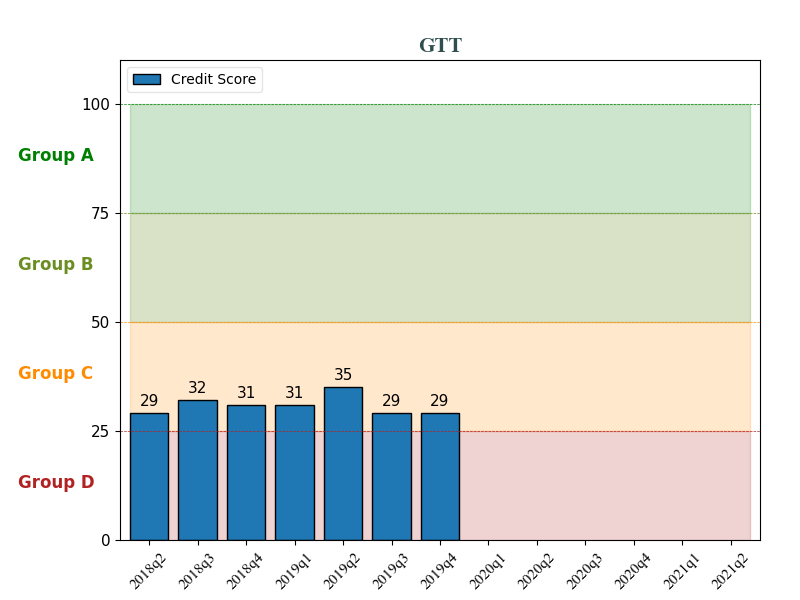 GTT
Credit Score
100
Group A
75
Group B
50
Group C
25
Group D
0
29
32
31
31
35
29
29
2018q2
2018q3
2018q4
2019q1
2019q2
2019q3
2019q4
2020q1
2020q2
2020q3
2020q4
2021q1
2021q2